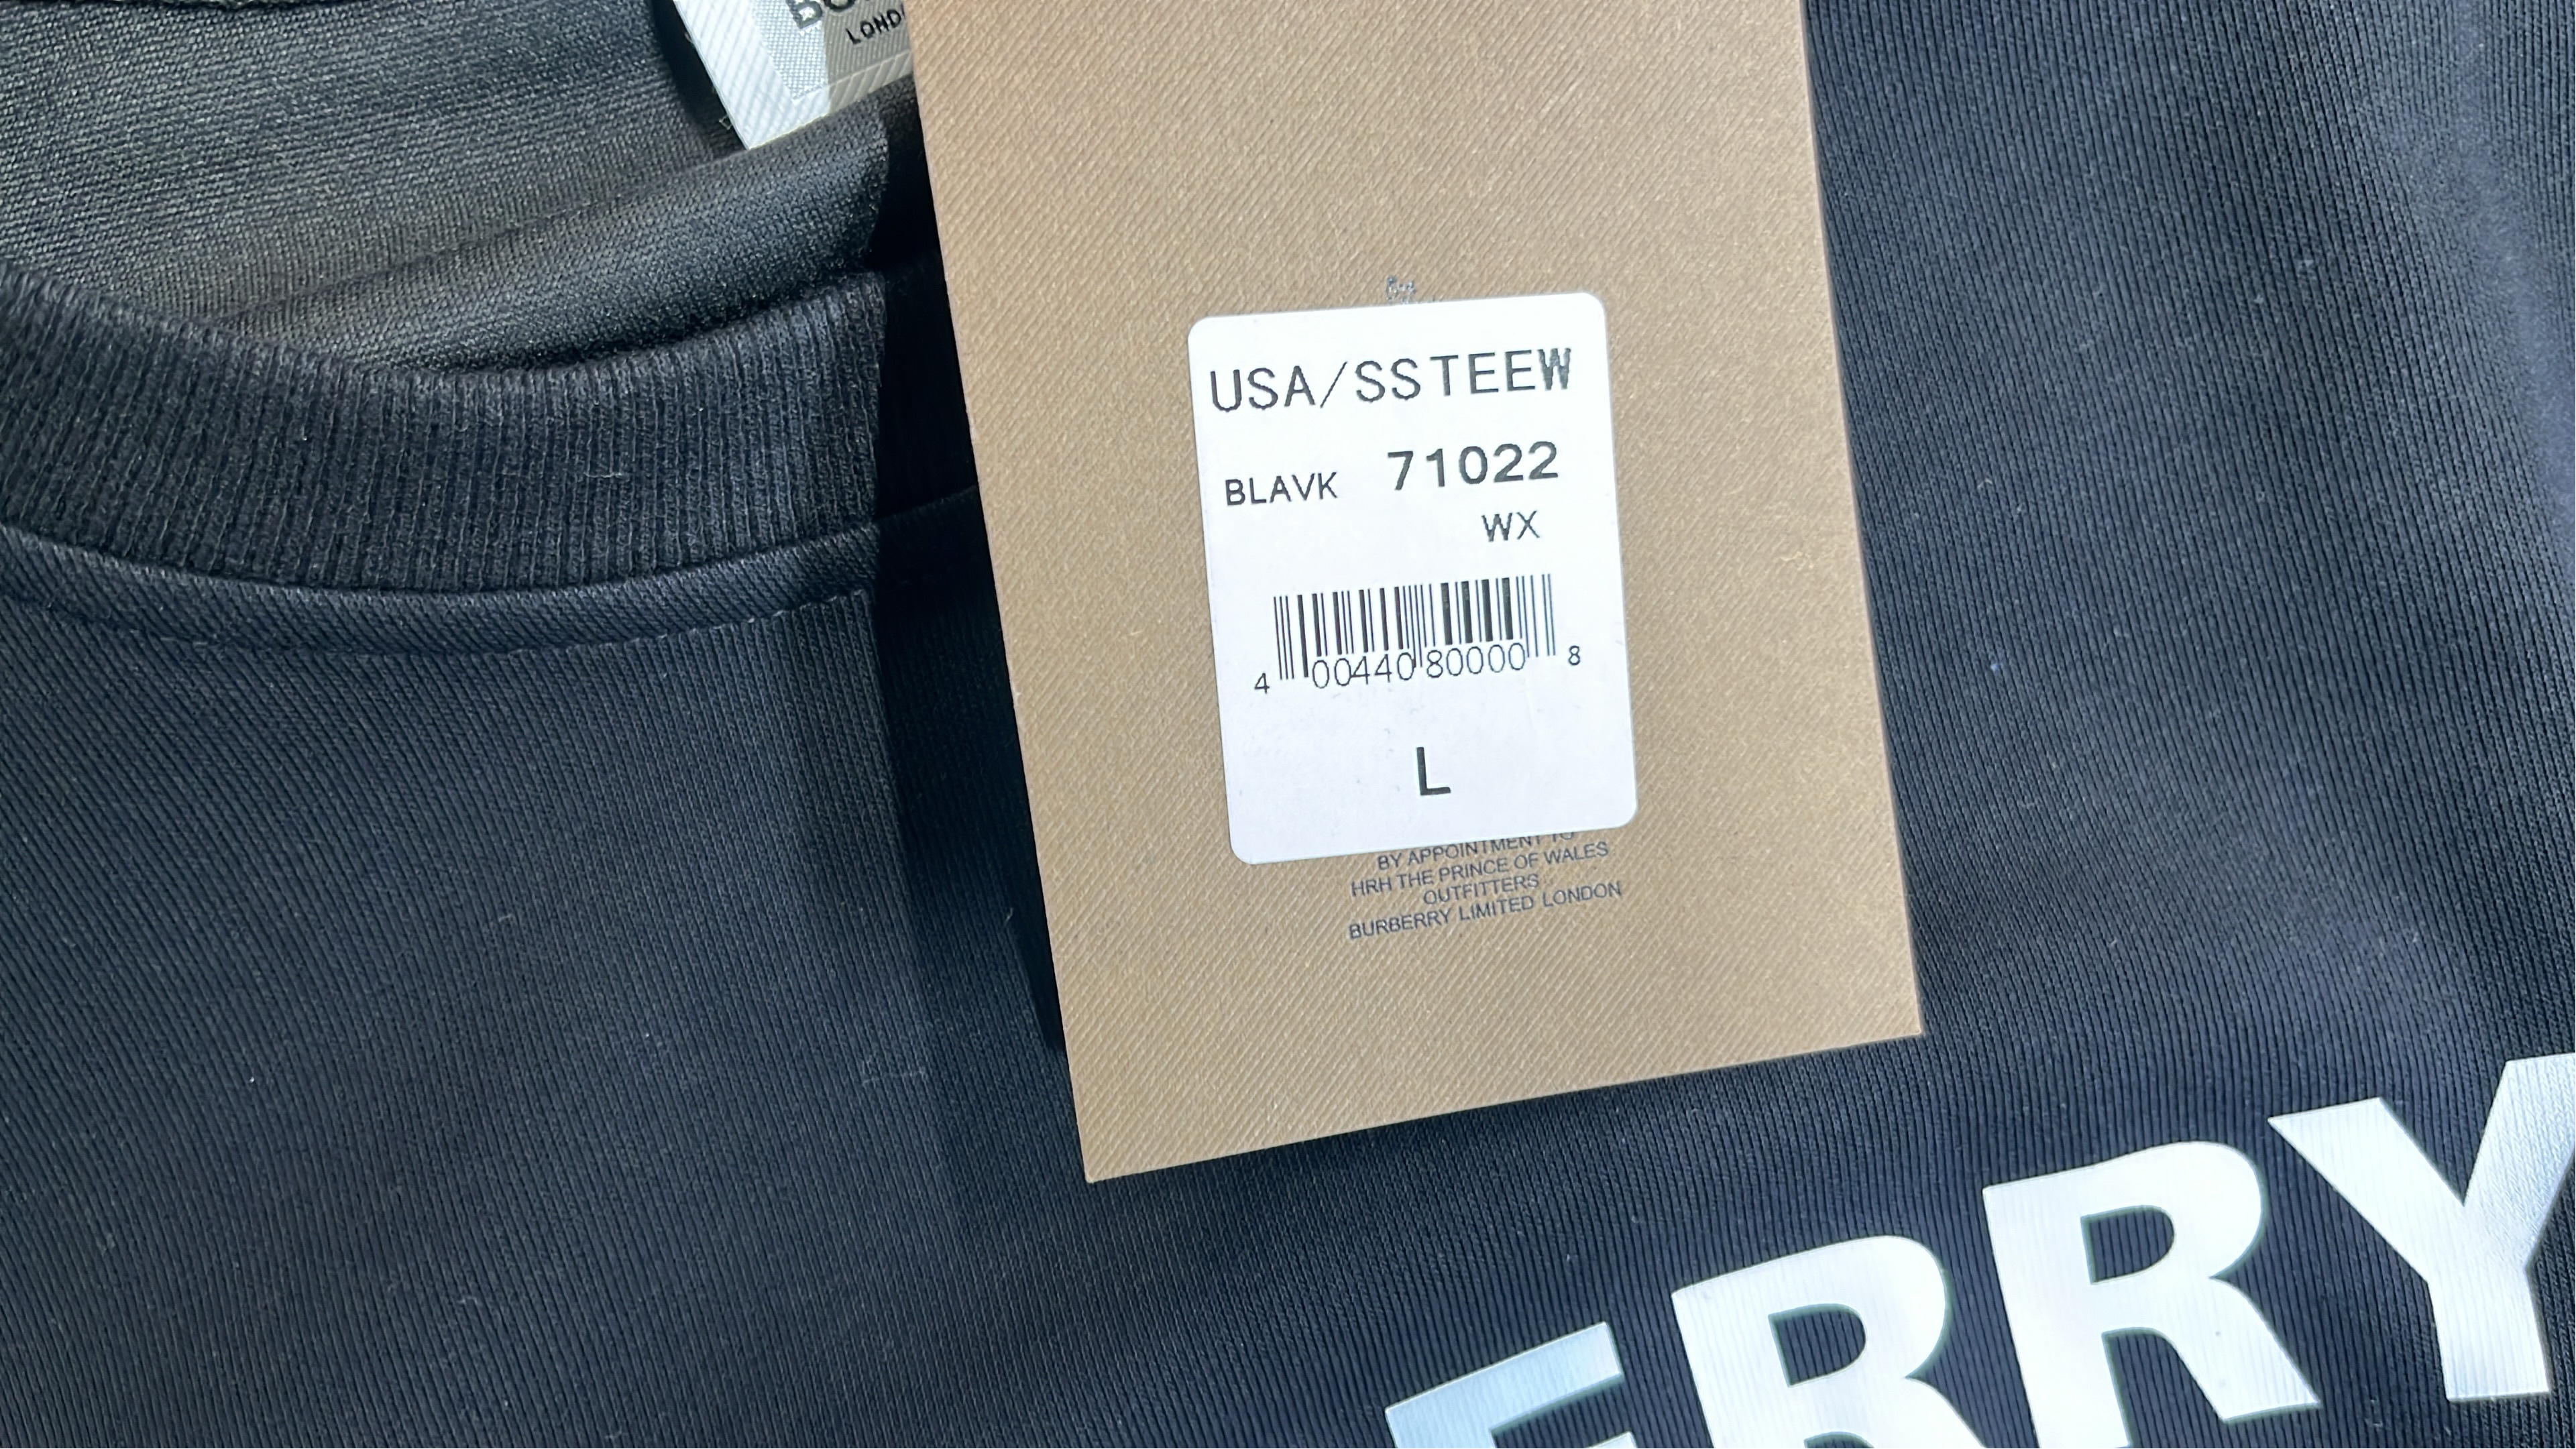 LOND
USA/SSTEEW
BLAVK 71022
WX
4 00440 80000 8
L
BY APPOINTMENT TO
HRH THE PRINCE OF WALES
OUTFITTERS
BURBERRY LIMITED LONDON
ERRY